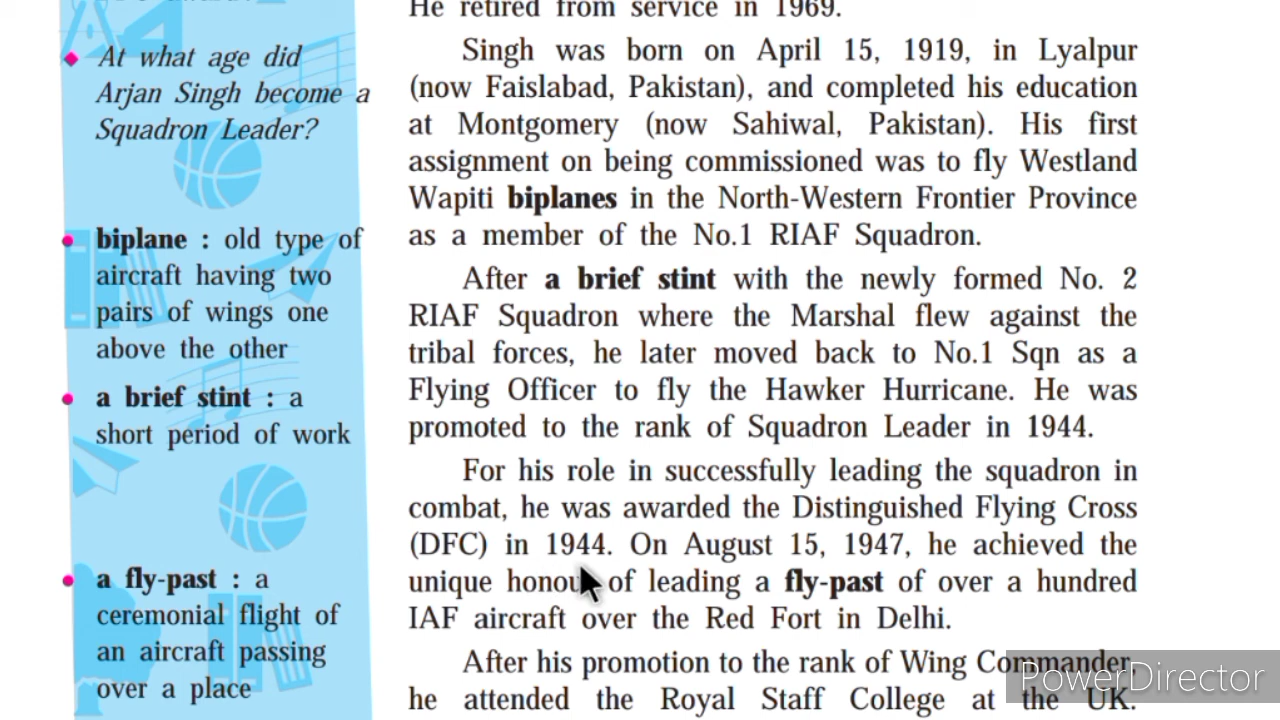 At what age did
Arjan Singh become a
Squadron Leader?
biplane : old type of
aircraft having two
pairs of wings one
above the other
a brief stint : a
short period of work
a fly-past : a
ceremonial flight of
an aircraft passing
over a place
He retired from service in 1969.
Singh was born on April 15, 1919, in Lyalpur
(now Faislabad, Pakistan), and completed his education
at Montgomery (now Sahiwal, Pakistan). His first
assignment on being commissioned was to fly Westland
Wapiti biplanes in the North-Western Frontier Province
as a member of the No.1 RIAF Squadron.
After a brief stint with the newly formed No. 2
RIAF Squadron where the Marshal flew against the
tribal forces, he later moved back to No.1 Sqn as a
Flying Officer to fly the Hawker Hurricane. He was
promoted to the rank of Squadron Leader in 1944.
For his role in successfully leading the squadron in
combat, he was awarded the Distinguished Flying Cross
(DFC) in 1944. On August 15, 1947, he achieved the
unique honour of leading a fly-past of over a hundred
IAF aircraft over the Red Fort in Delhi.
After his promotion to the rank of Wing Commander,
he attended the Royal Staff College at the UK.
PowerDirector